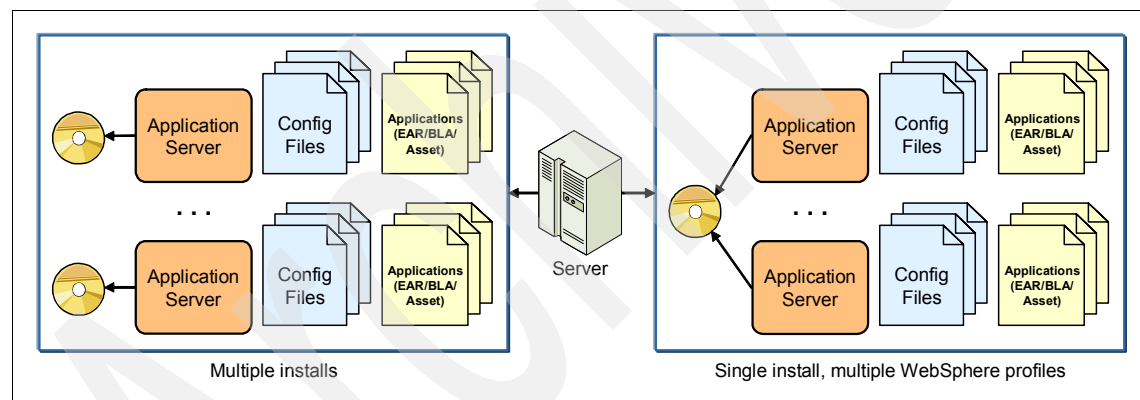 Application
Server
Config
Files
Applications
(EAR/BLA/
Asset)
. . .
Application
Server
Config
Files
Applications
(EAR/BLA/
Asset)
Multiple installs
Server
Application
Server
Config
Files
Applications
(EAR/BLA/
Asset)
. . .
Application
Server
Config
Files
Applications
(EAR/BLA/
Asset)
Single install, multiple WebSphere profiles